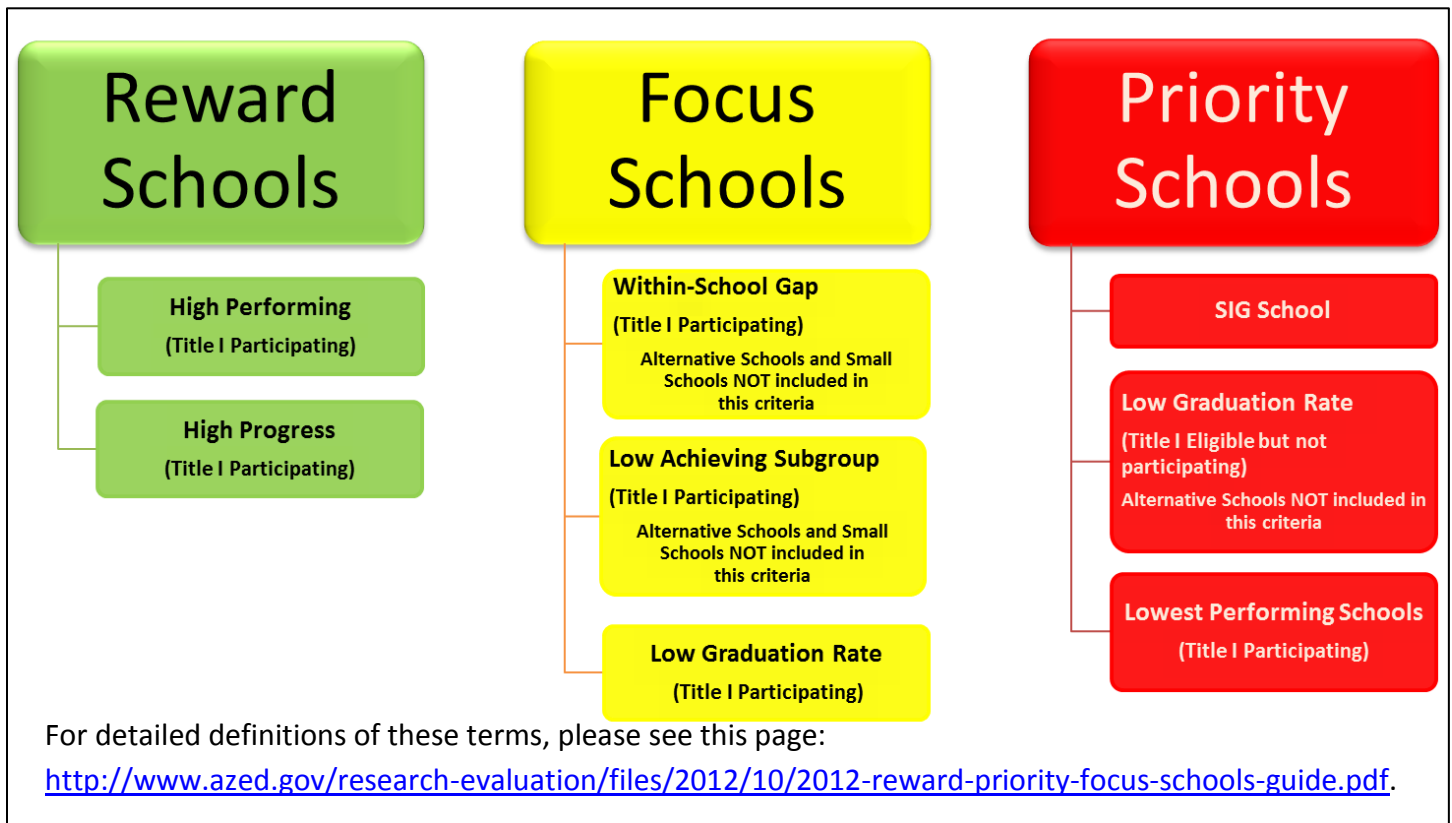 Reward
Schools
High Performing
(Title I Participating)
High Progress
(Title I Participating)
Focus
Schools
Within-School Gap
(Title I Participating)
Alternative Schools and Small
Schools NOT included in
this criteria
Low Achieving Subgroup
(Title I Participating)
Alternative Schools and Small
Schools NOT included in
this criteria
Low Graduation Rate
(Title I Participating)
Priority
Schools
SIG School
Low Graduation Rate
(Title I Eligible but not
participating)
Alternative Schools NOT included in
this criteria
Lowest Performing Schools
(Title I Participating)
For detailed definitions of these terms, please see this page:
http://www.azed.gov/research-evaluation/files/2012/10/2012-reward-priority-focus-schools-guide.pdf.